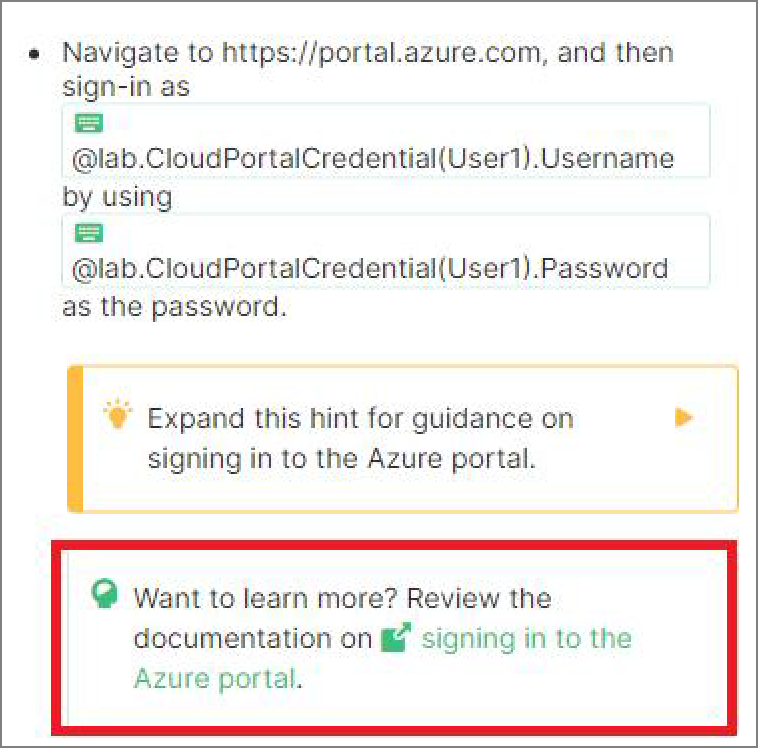 Navigate to https://portal.azure.com, and then
sign-in as
@lab.CloudPortalCredential(User1).Username
by using
@lab.CloudPortalCredential(User1).Password
as the password.
Expand this hint for guidance on
signing in to the Azure portal.
Want to learn more? Review the
documentation on signing in to the
Azure portal.